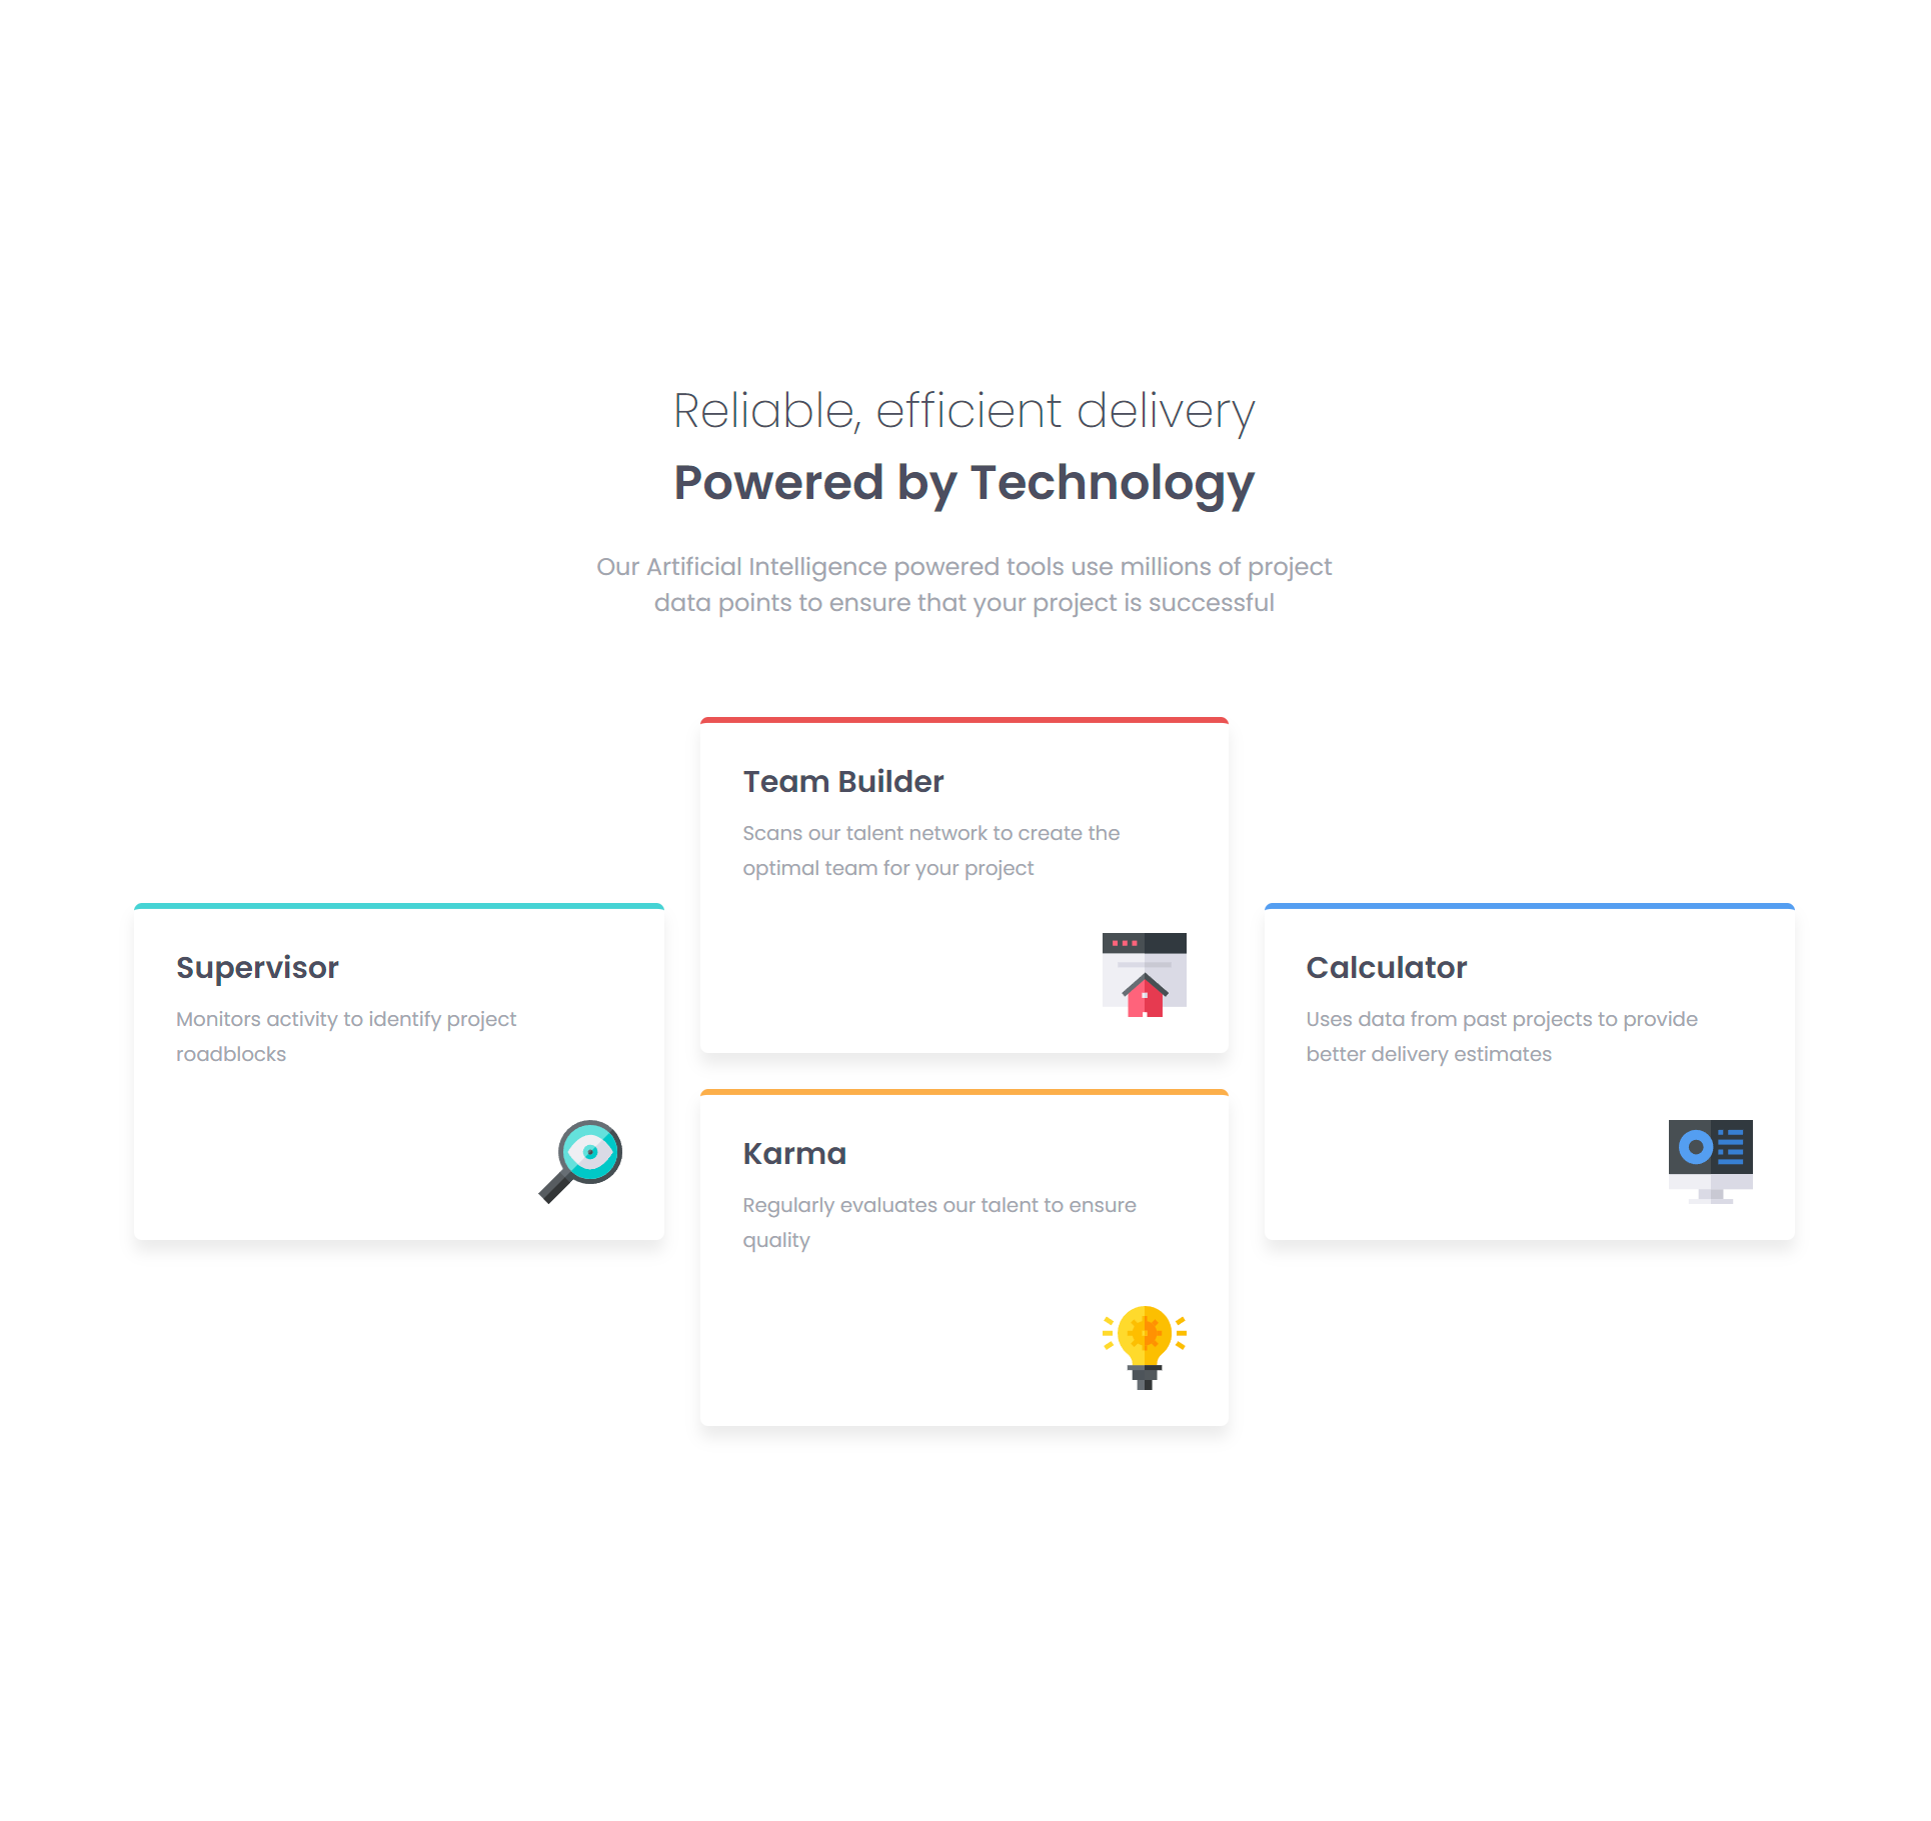 Reliable, efficient delivery
Powered by Technology
Our Artificial Intelligence powered tools use millions of project
data points to ensure that your project is successful
Supervisor
Monitors activity to identify project
roadblocks
Team Builder
Scans our talent network to create the
optimal team for your project
Karma
Regularly evaluates our talent to ensure
quality
Calculator
Uses data from past projects to provide
better delivery estimates